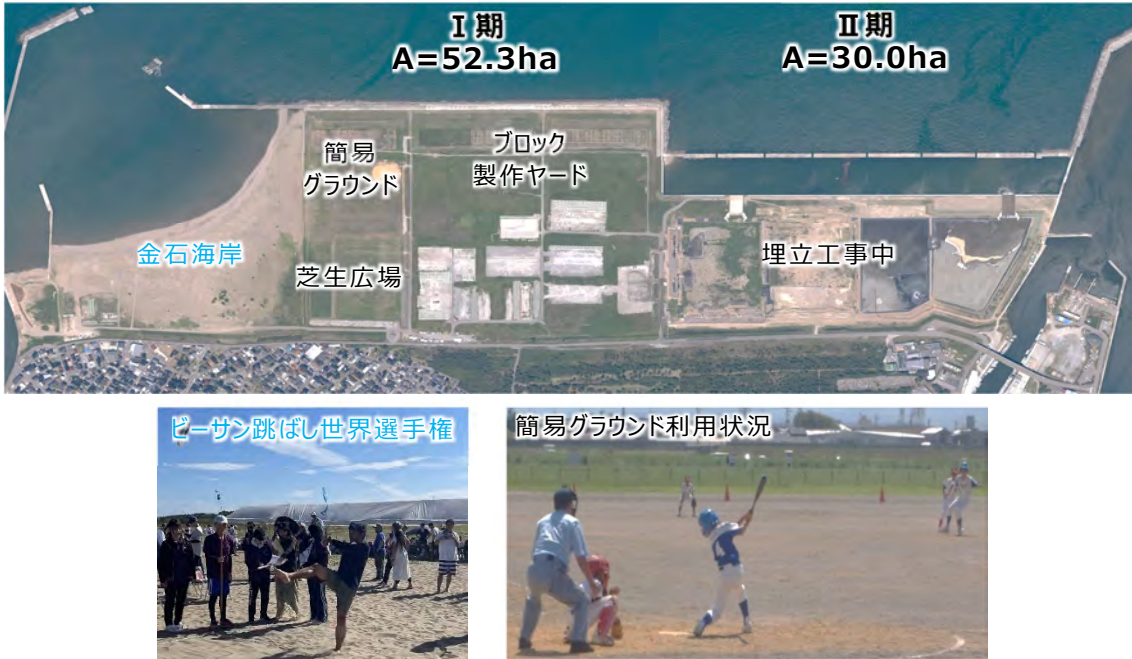 Ⅰ期
A=52.3ha
Ⅱ期
A=30.0ha
簡易
グラウンド
ブロック
製作ヤード
金石海岸
芝生広場
埋立工事中
ビーサン跳ばし世界選手権
簡易グラウンド利用状況